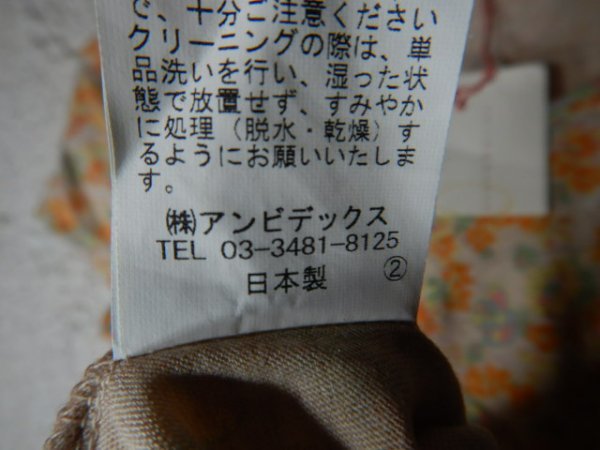 で、十分ご注意ください
クリーニングの際は、単
品洗いを行い、湿った状
態で放置せず、すみやか
に処理（脱水・乾燥）す
るようにお願いいたしま
す。
㈱アンビデックス
TEL 03-3481-8125
日本製 ②